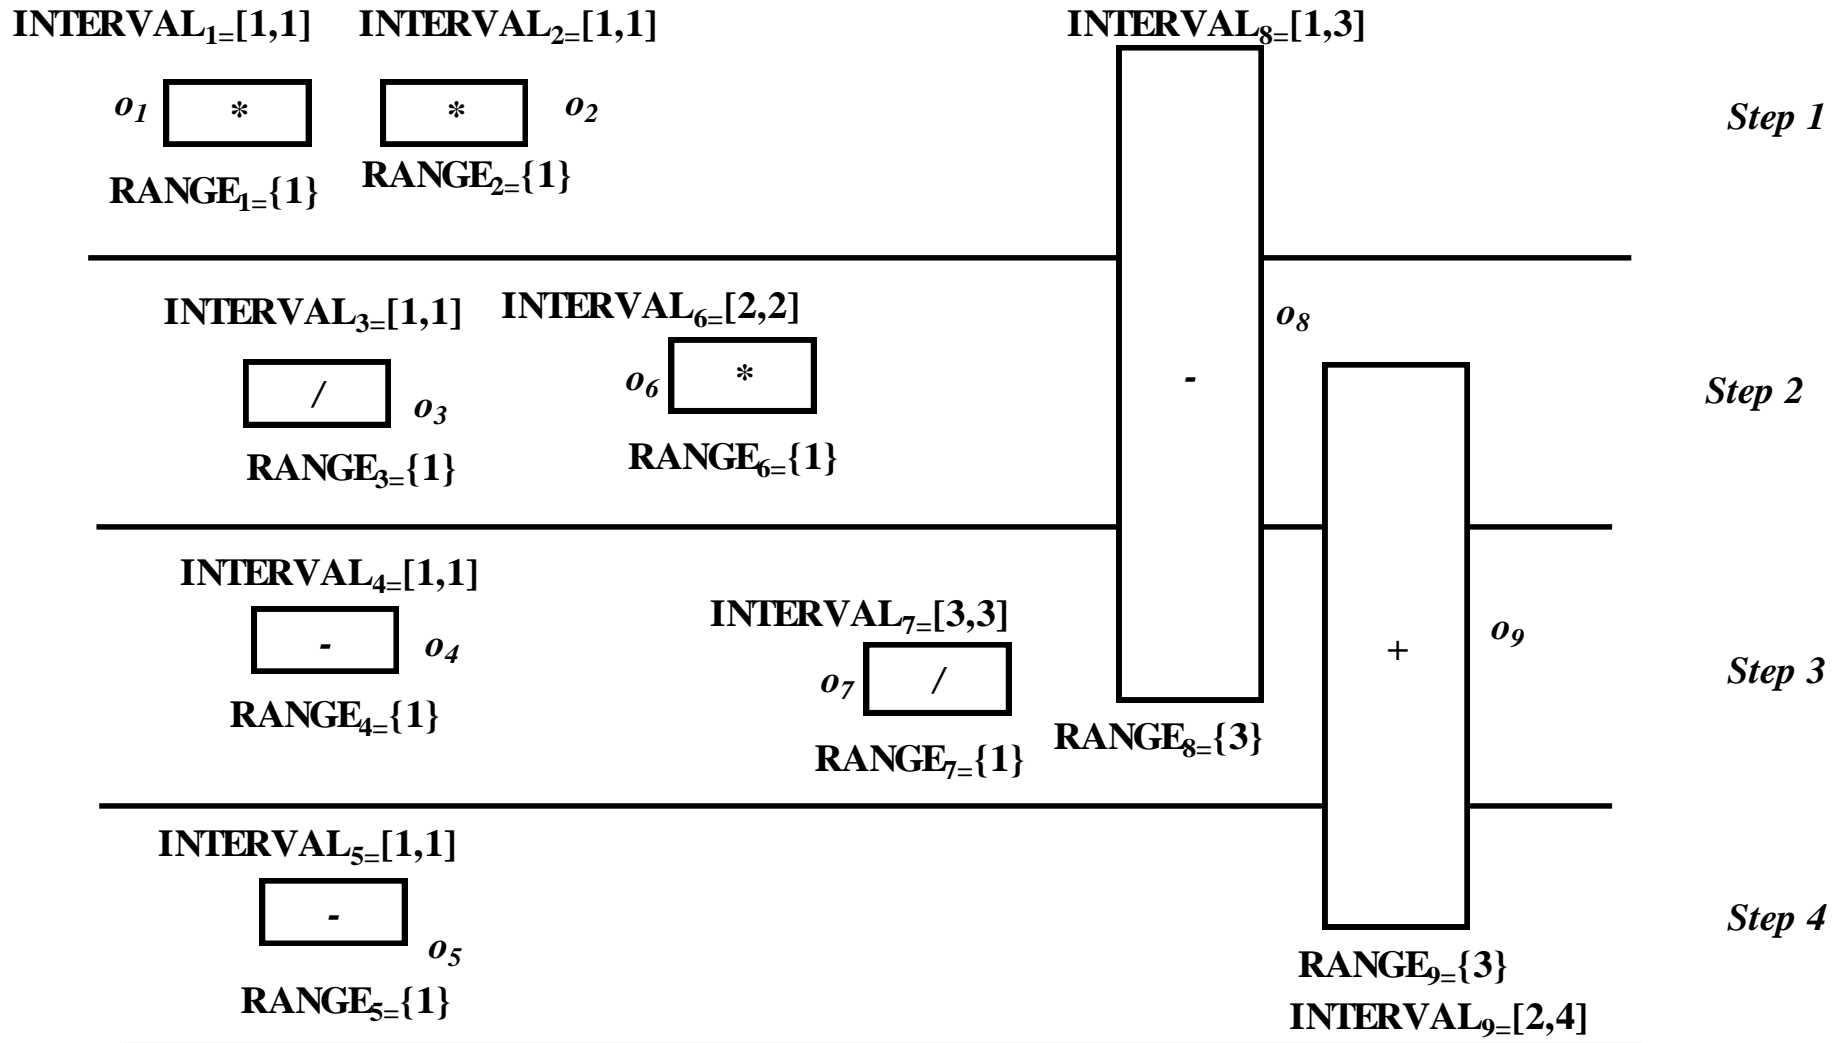 INTERVAL1=[1,1] INTERVAL2=[1,1] INTERVAL8=[1,3]
o1 * * o2 Step 1
RANGE1={1} RANGE2={1}
INTERVAL3=[1,1] INTERVAL6=[2,2] o8
o6 * - Step 2
/ o3
RANGE3={1} RANGE6={1}
INTERVAL4=[1,1] INTERVAL7=[3,3]
- o4 + o9
o7 / Step 3
RANGE4={1} RANGE7={1} RANGE8={3}
INTERVAL5=[1,1]
- Step 4
o5
RANGE5={1} RANGE9={3}
INTERVAL9=[2,4]